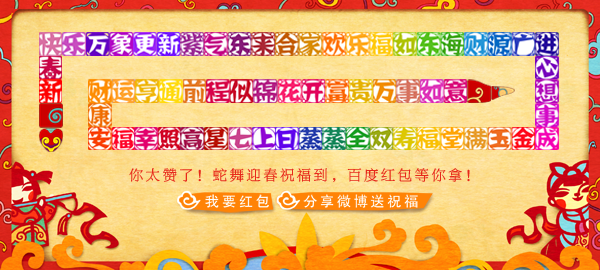 新春
快乐万象更新紫气东来合家欢乐福如东海财源广进
心想事
成金玉满堂福寿双全蒸蒸日上七星高照幸福安
康
财运亨通前程似锦花开富贵万事如意
你太赞了！蛇舞迎春祝福到，百度红包等你拿！
我要红包
分享微博送祝福